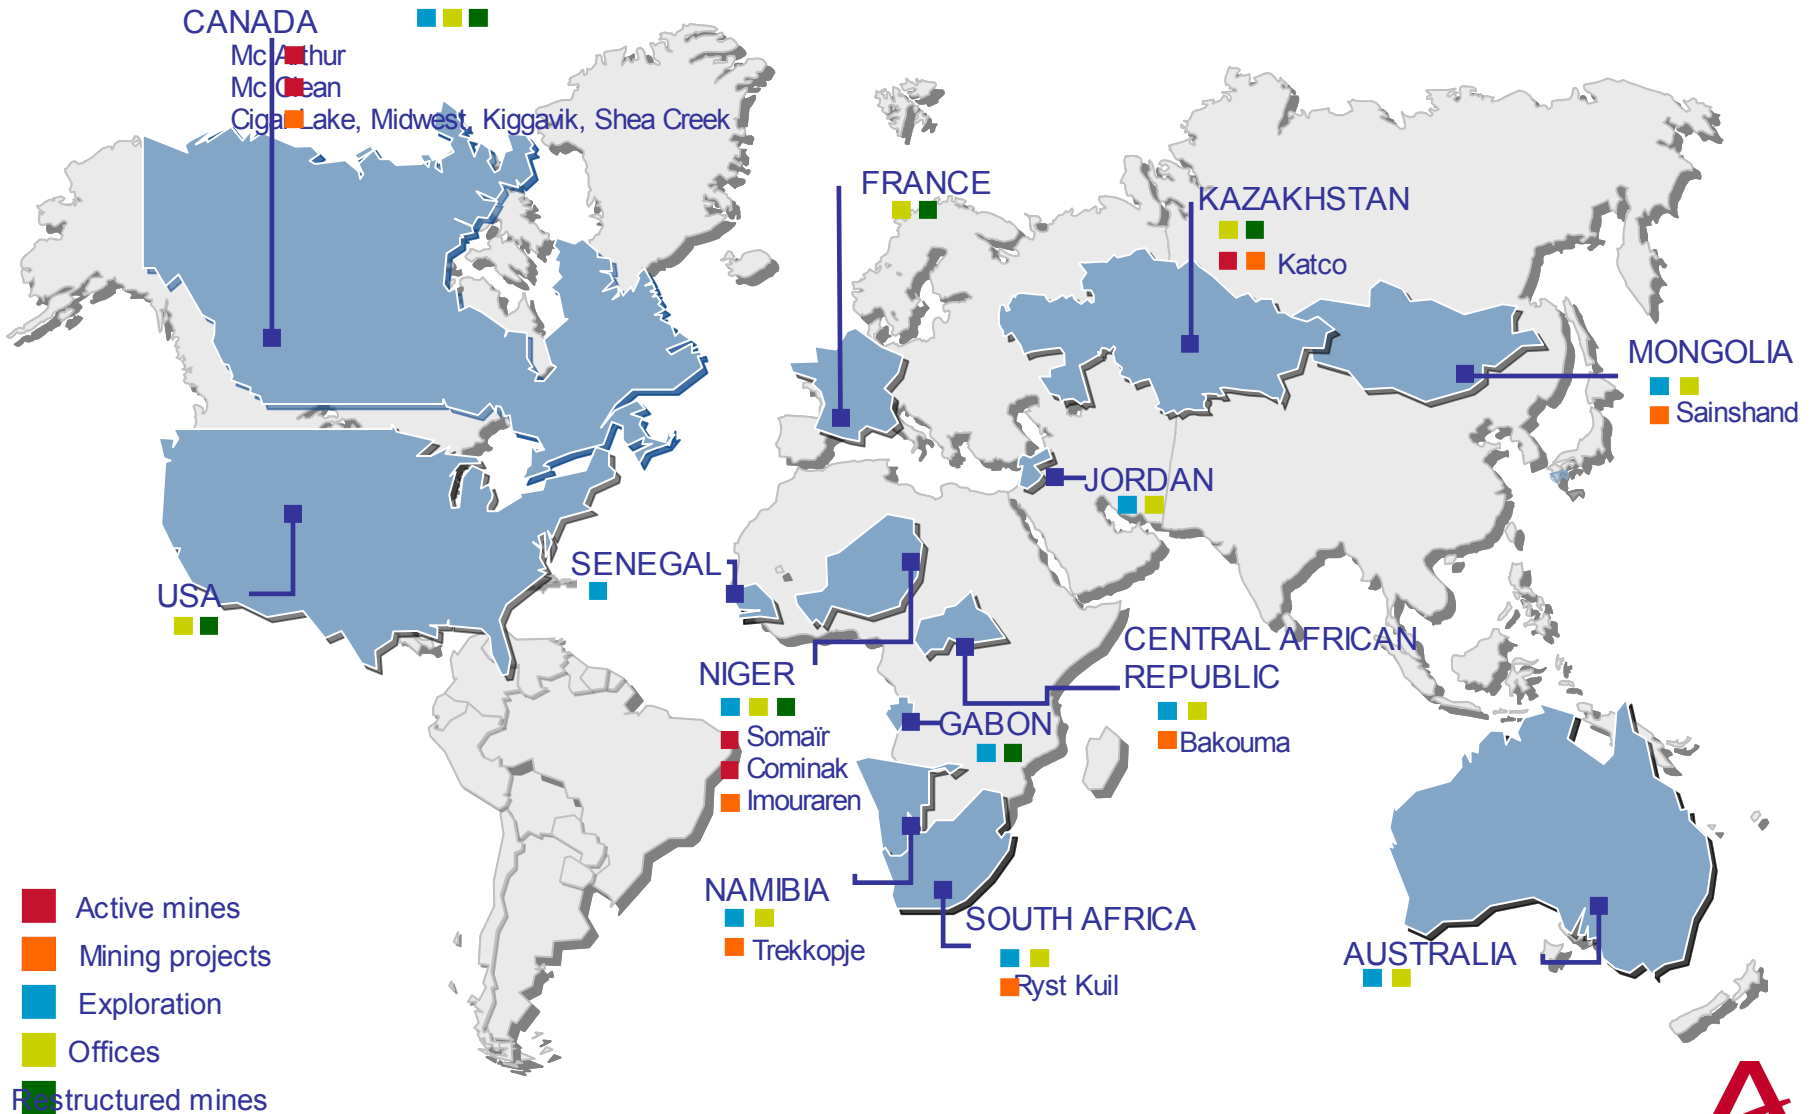 CANADA
Mc Arthur
Mc Clean
Cigar Lake, Midwest, Kiggavik, Shea Creek
FRANCE
KAZAKHSTAN
Katco
MONGOLIA
Sainshand
JORDAN
SENEGAL
USA
CENTRAL AFRICAN
REPUBLIC
Bakouma
NIGER
Somaïr
Cominak
Imouraren
GABON
NAMIBIA
Trekkopje
SOUTH AFRICA
Ryst Kuil
AUSTRALIA
Active mines
Mining projects
Exploration
Offices
Restructured mines